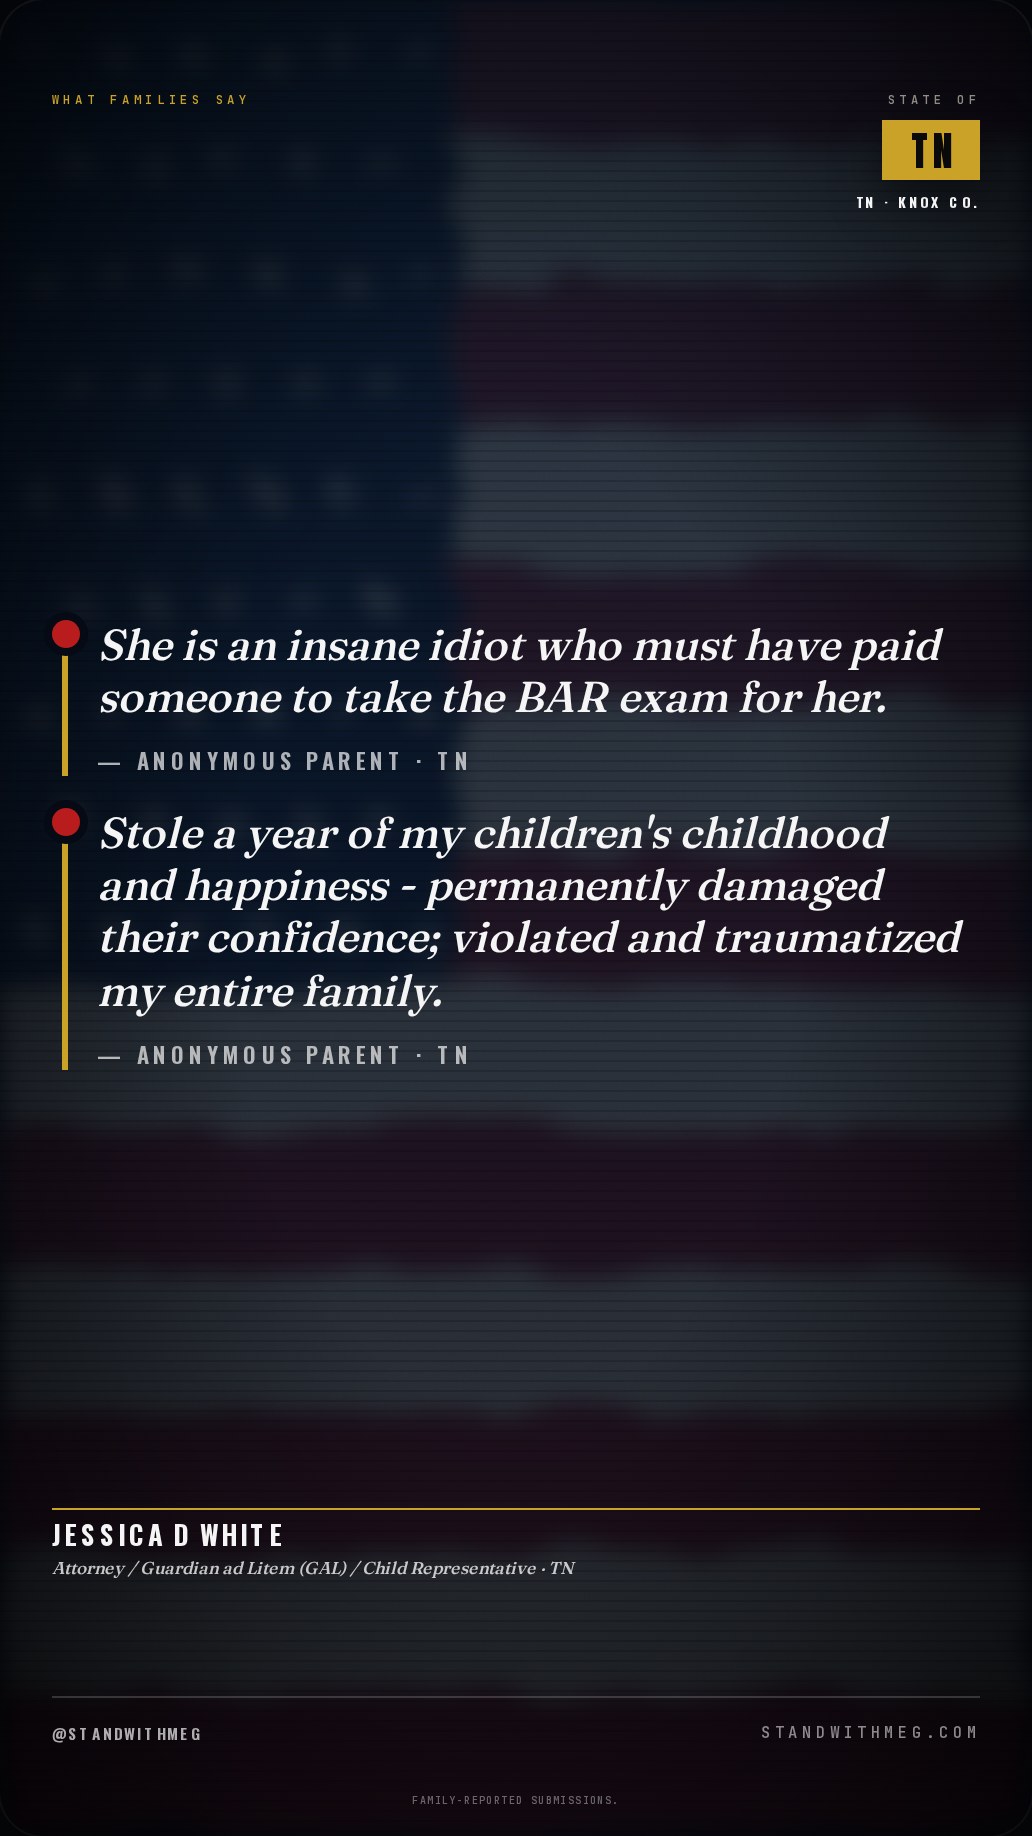 WHAT FAMILIES SAY
STATE OF
TN
TN · KNOX CO.
She is an insane idiot who must have paid
someone to take the BAR exam for her.
— ANONYMOUS PARENT · TN
Stole a year of my children's childhood
and happiness - permanently damaged
their confidence; violated and traumatized
my entire family.
— ANONYMOUS PARENT · TN
JESSICA D WHITE
Attorney / Guardian ad Litem (GAL) / Child Representative · TN
@STANDWITHMEG
STANDWITHMEG.COM
FAMILY-REPORTED SUBMISSIONS.